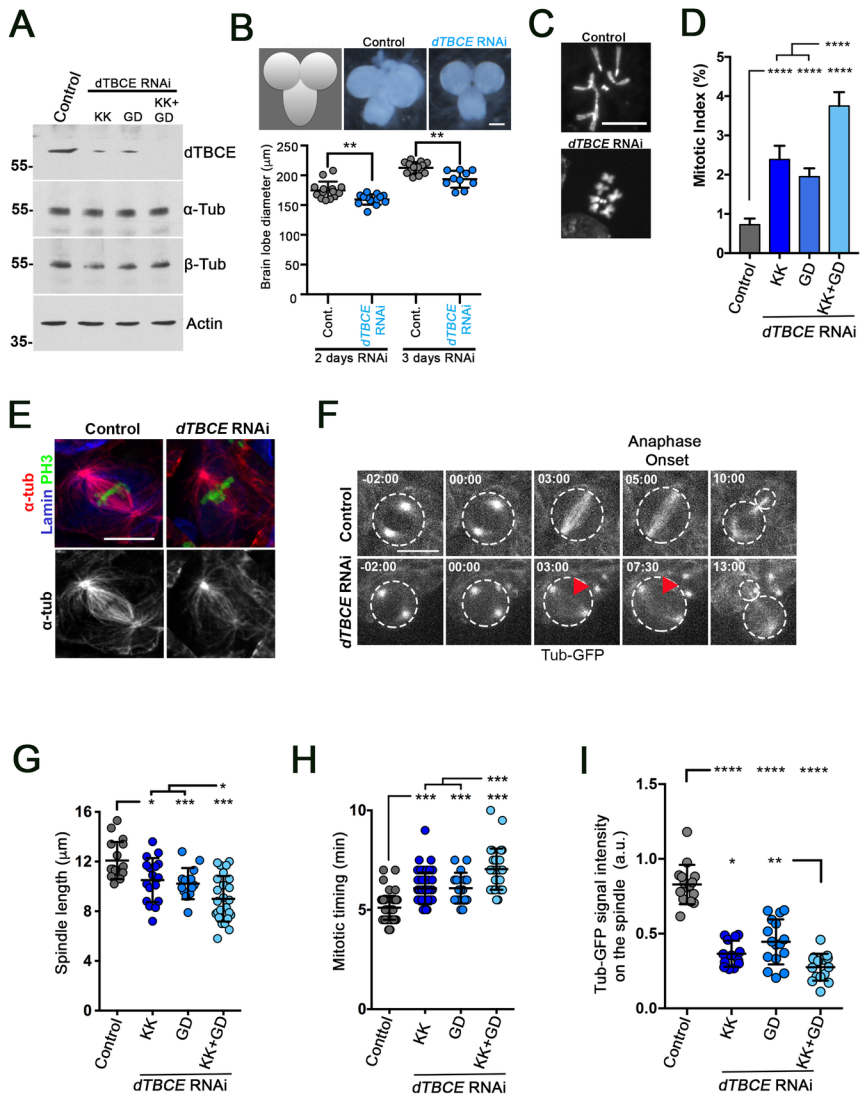 A
Control
dTBCE RNAi
KK
GD
KK+
GD
dTBCE
55-
α-Tub
55-
β-Tub
55-
Actin
35-
B
Control
dTBCE RNAi
Brain lobe diameter (μm)
250
200
150
100
50
0
**
**
Cont.
dTBCE
RNAi
Cont.
dTBCE
RNAi
2 days RNAi
3 days RNAi
C
Control
dTBCE RNAi
D
Mitotic Index (%)
5
4
3
2
1
0
****
**** **** ****
Control
KK
GD
KK+GD
dTBCE RNAi
E
Control
dTBCE RNAi
α-tub
Lamin PH3
α-tub
F
Anaphase
Onset
Control
-02:00
00:00
03:00
05:00
10:00
dTBCE RNAi
-02:00
00:00
03:00
07:30
13:00
Tub-GFP
G
Spindle length (μm)
16
12
8
4
0
*
* *** ***
Control
KK
GD
KK+GD
dTBCE RNAi
H
Mitotic timing (min)
10
5
0
***
*** *** ***
Conttol
KK
GD
KK+GD
dTBCE RNAi
I
Tub-GFP signal intensity
on the spindle (a.u.)
1.5
1.0
0.5
0.0
**** **** ****
* **
Control
KK
GD
KK+GD
dTBCE RNAi